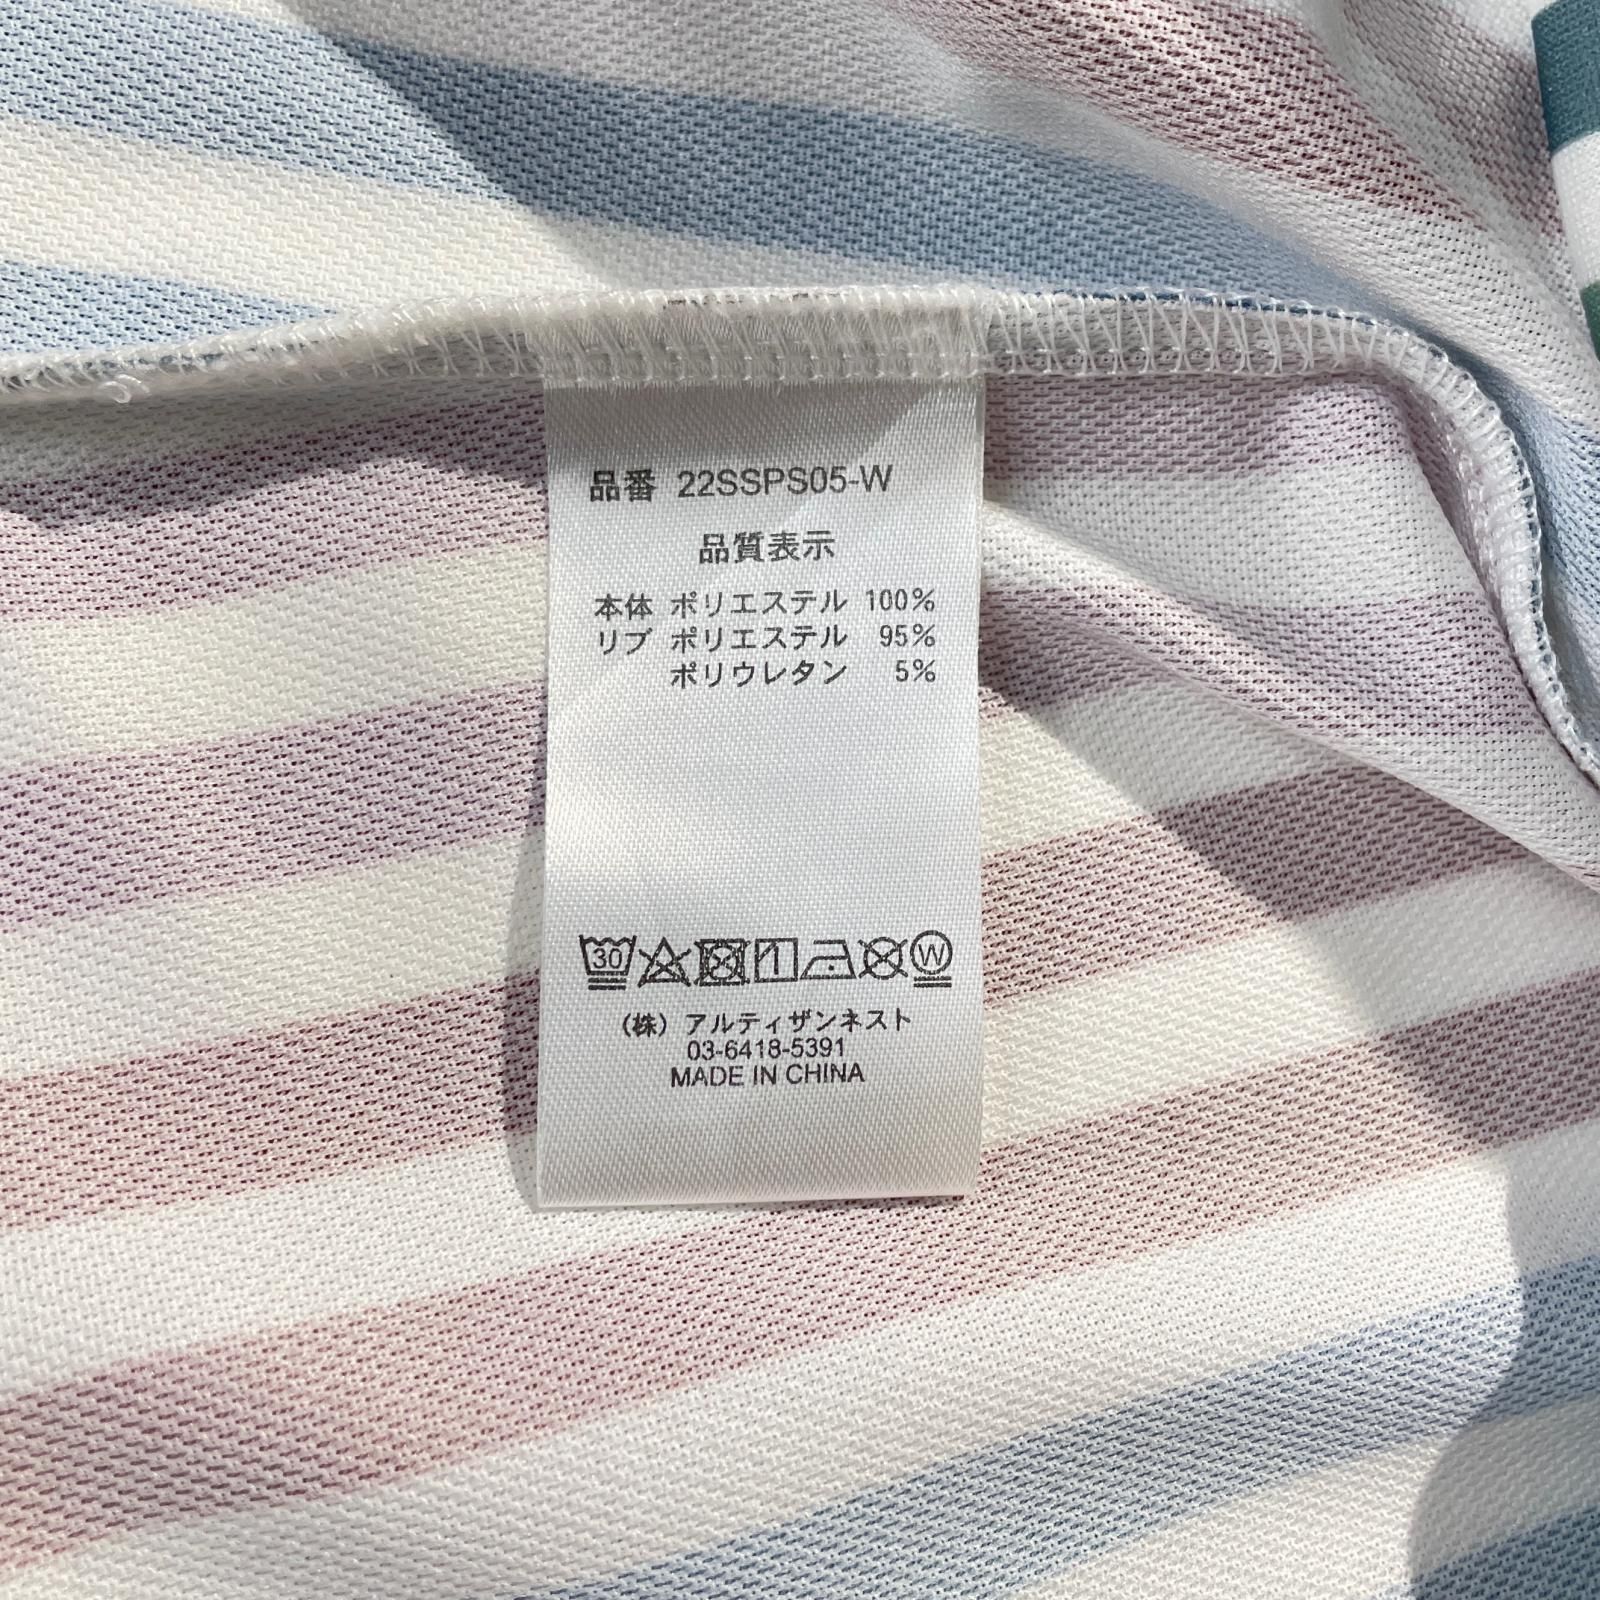 品番 22SSPS05-W
品質表示
本体 ポリエステル 100%
リブ ポリエステル 95%
ポリウレタン 5%
30 W
(株) アルティザンネスト
03-6418-5391
MADE IN CHINA